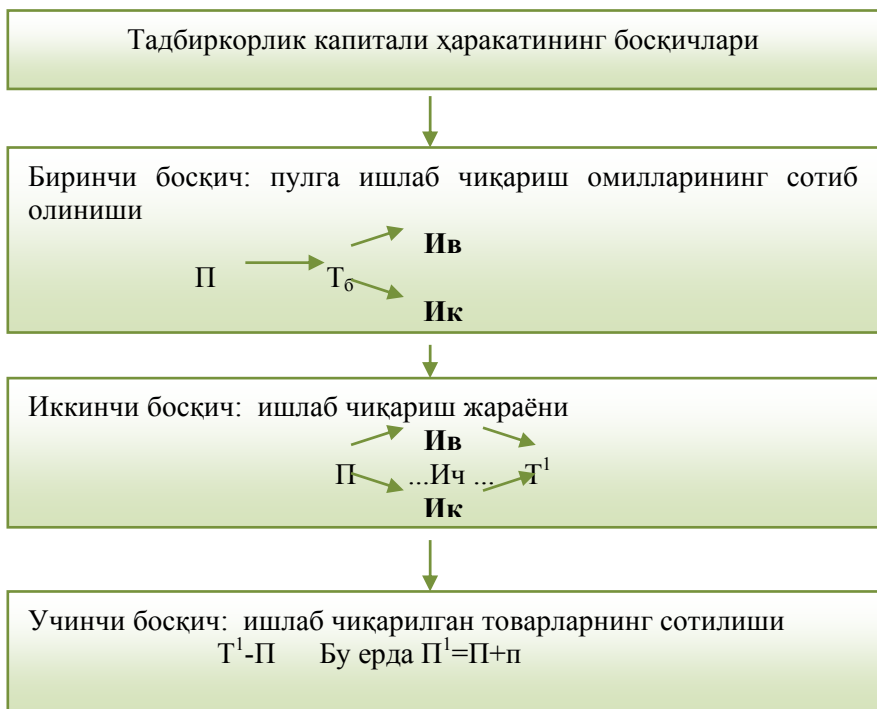 Тадбиркорлик капитали ҳаракатининг босқичлари
Биринчи босқич: пулга ишлаб чиқариш омилларининг сотиб
олиниши
Ив
П Тб
Ик
Иккинчи босқич: ишлаб чиқариш жараёни
Ив
П ...Ич ... Т¹
Ик
Учинчи босқич: ишлаб чиқарилган товарларнинг сотилиши
Т¹-П Бу ерда П¹=П+п